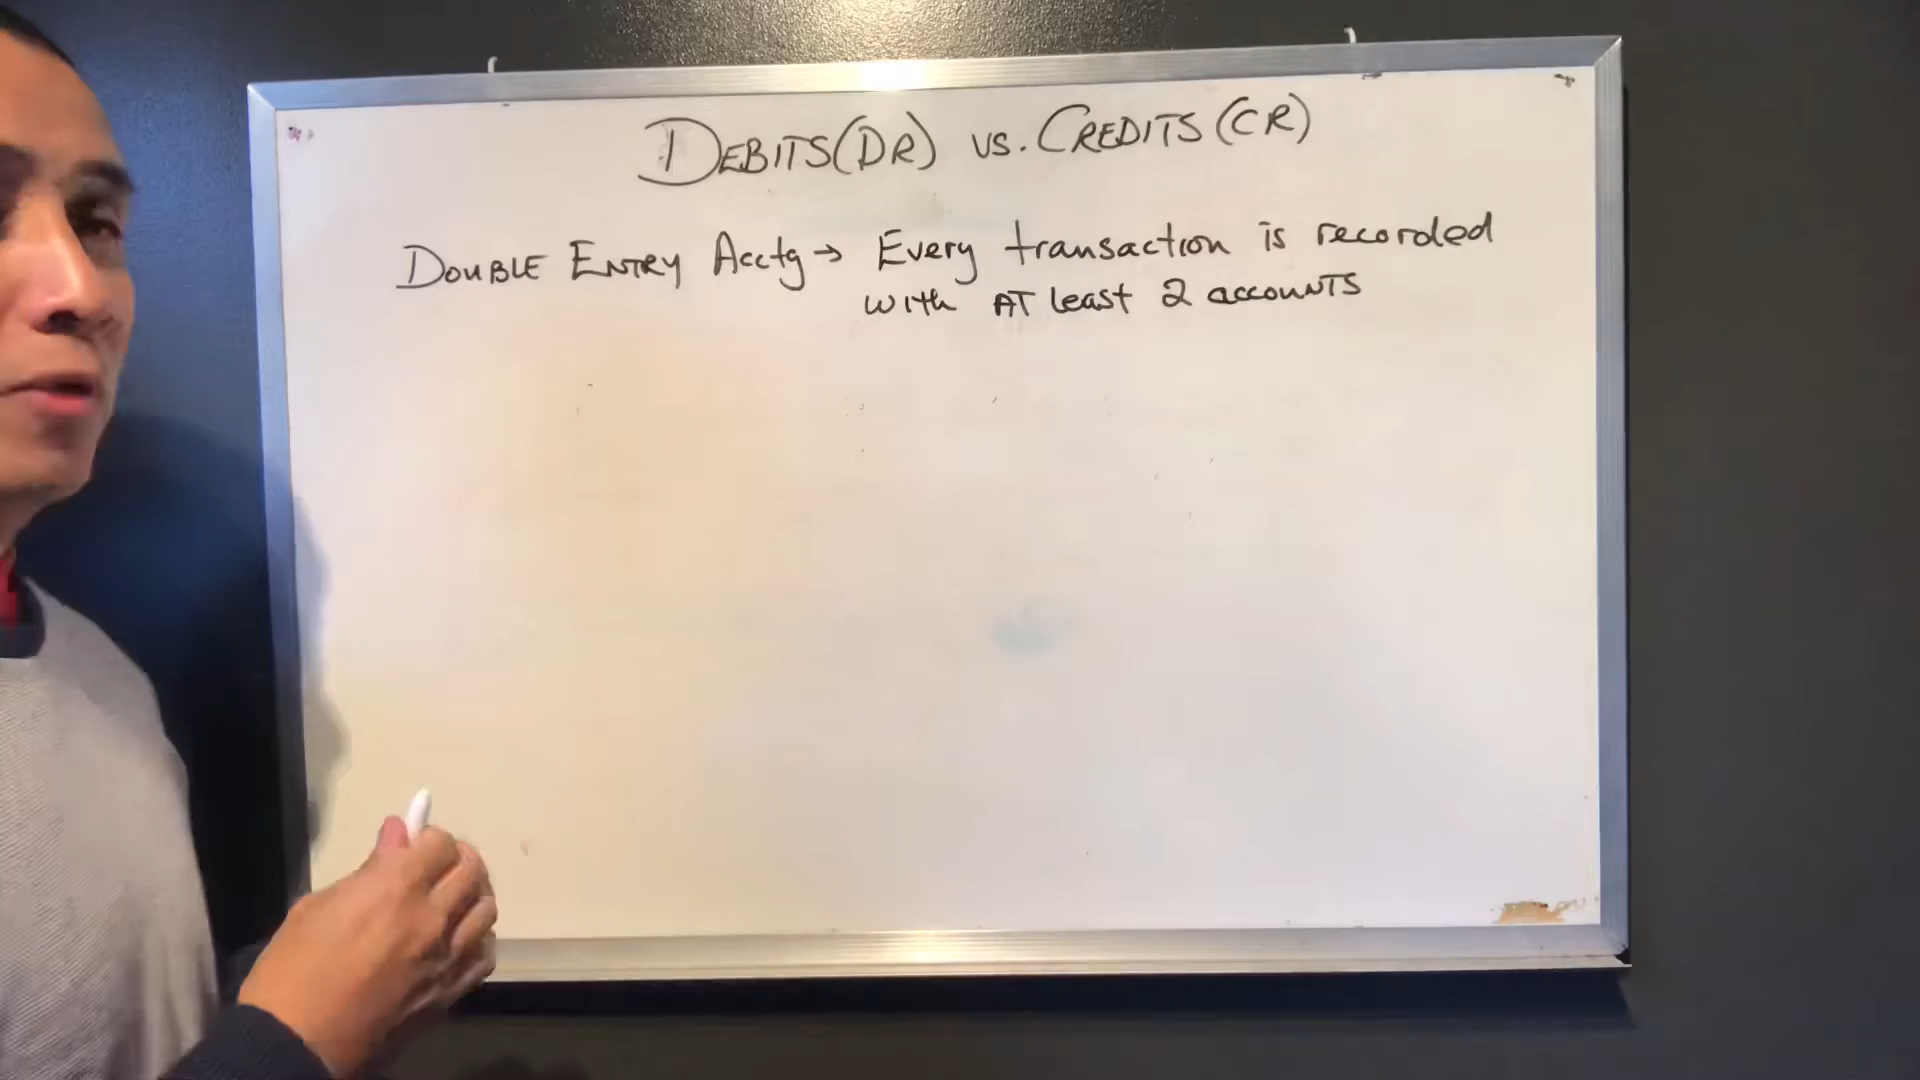 DEBITS (DR) vs. CREDITS (CR)
DOUBLE ENTRY Acctg → Every transaction is recorded
with AT least 2 accounts